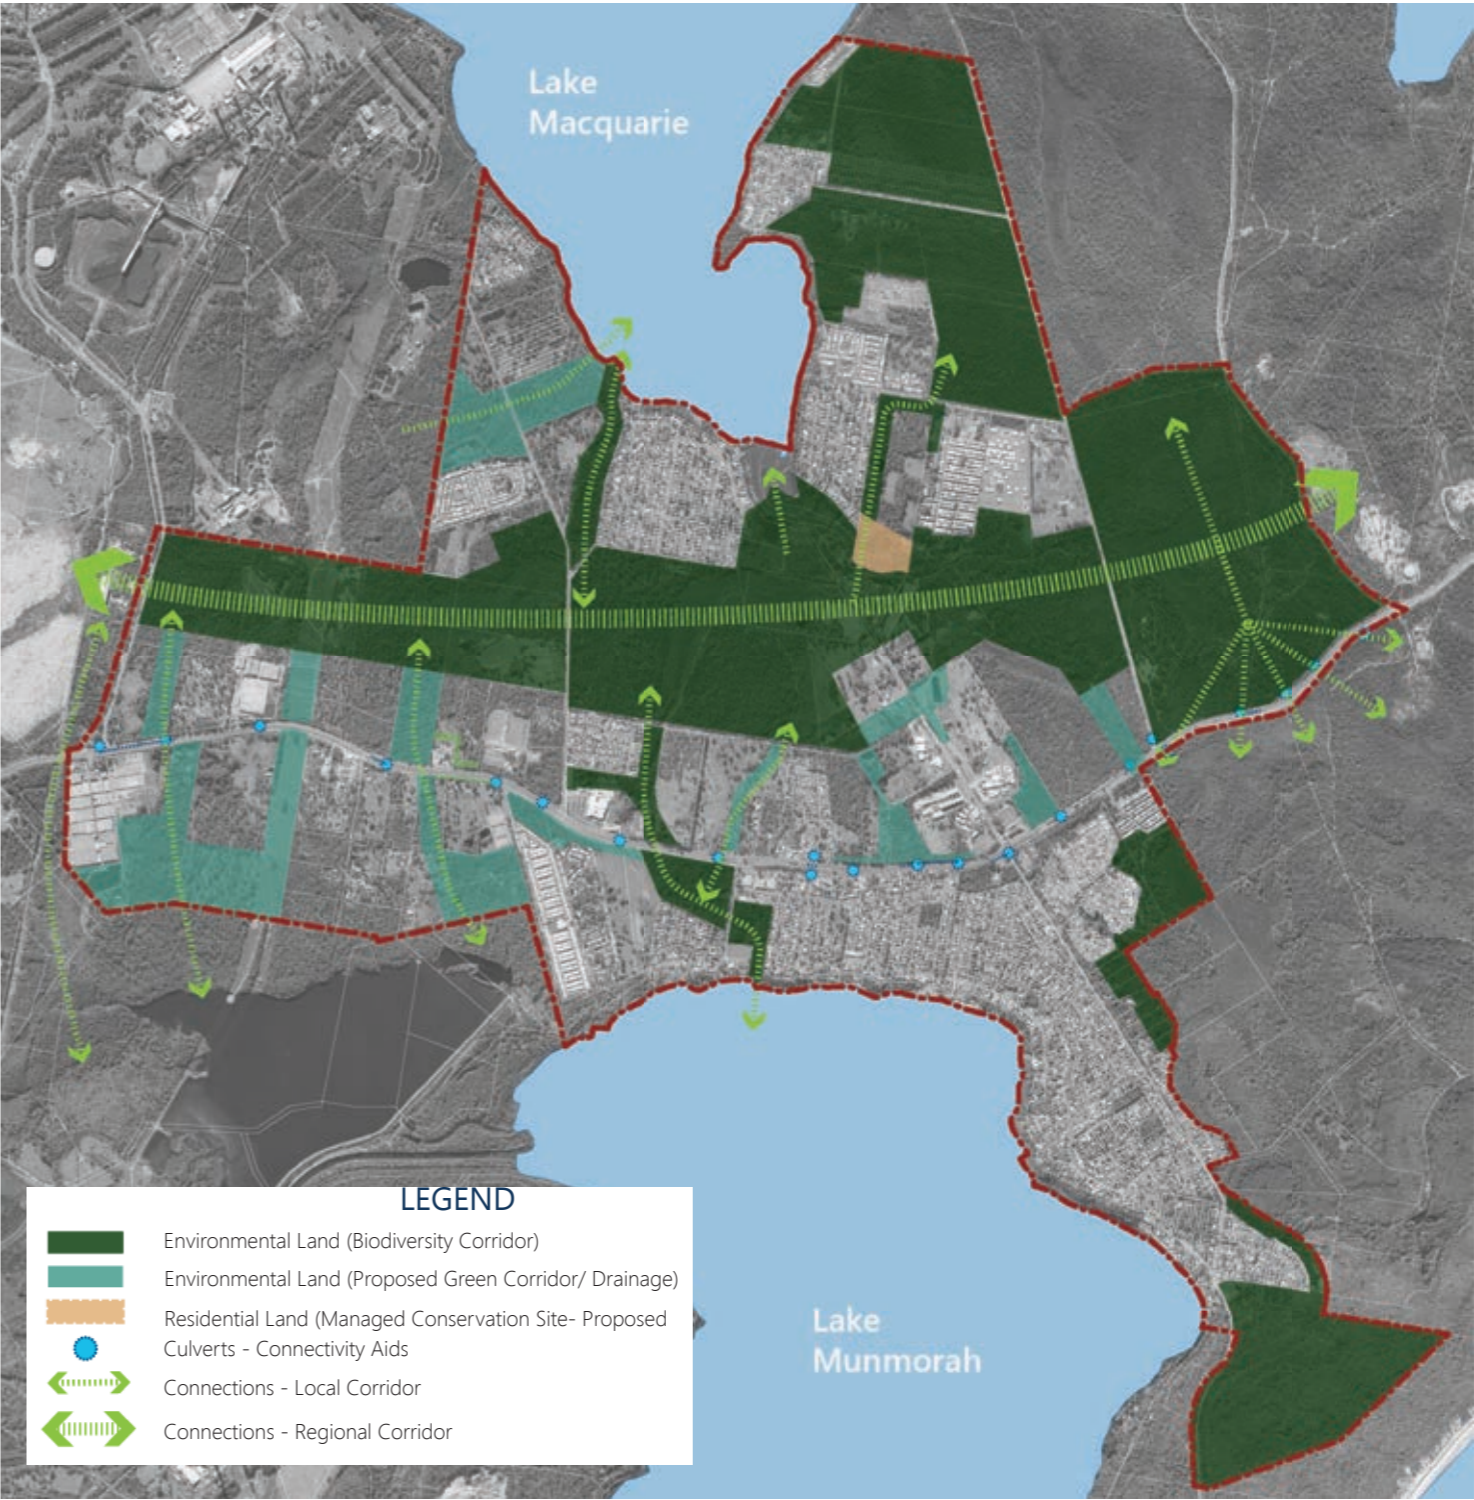 Lake
Macquarie
Lake
Munmorah
LEGEND
Environmental Land (Biodiversity Corridor)
Environmental Land (Proposed Green Corridor/ Drainage)
Residential Land (Managed Conservation Site- Proposed
Culverts - Connectivity Aids
Connections - Local Corridor
Connections - Regional Corridor